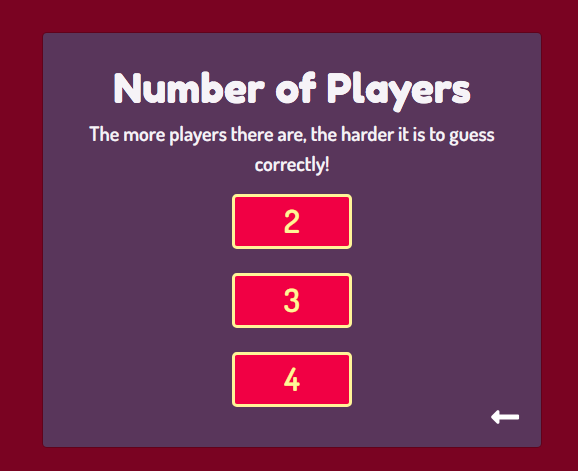 Number of Players
The more players there are, the harder it is to guess
correctly!
2
3
4